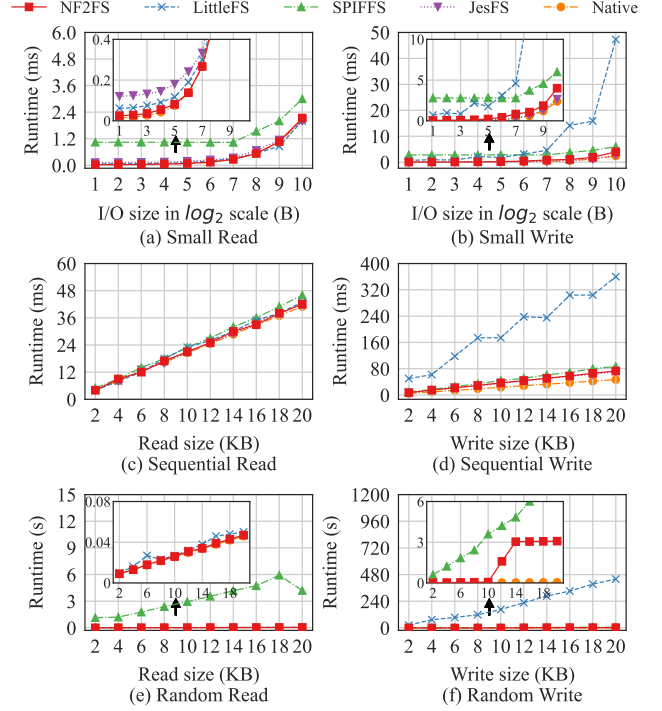 NF2FS LittleFS SPIFFS JesFS Native
6.0
4.8
3.6
2.4
1.2
0.0
Runtime (ms)
0.4
0.2
0
1 3 5 7 9
1 2 3 4 5 6 7 8 9 10
I/O size in log2 scale (B)
(a) Small Read
50
40
30
20
10
0
Runtime (ms)
10
5
0
1 3 5 7 9
1 2 3 4 5 6 7 8 9 10
I/O size in log2 scale (B)
(b) Small Write
60
48
36
24
12
0
Runtime (ms)
2 4 6 8 10 12 14 16 18 20
Read size (KB)
(c) Sequential Read
400
320
240
160
80
0
Runtime (ms)
2 4 6 8 10 12 14 16 18 20
Write size (KB)
(d) Sequential Write
15
12
9
6
3
0
Runtime (s)
0.08
0.04
0
2 6 10 14 18
2 4 6 8 10 12 14 16 18 20
Read size (KB)
(e) Random Read
1200
960
720
480
240
0
Runtime (s)
6
3
0
2 6 10 14 18
2 4 6 8 10 12 14 16 18 20
Write size (KB)
(f) Random Write